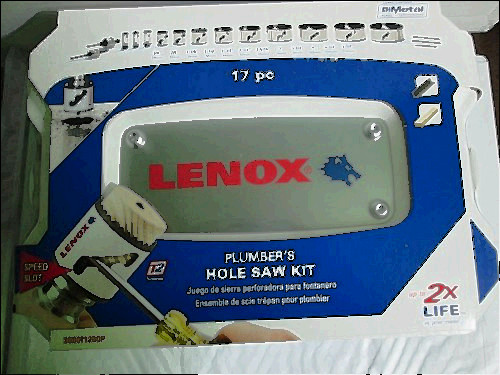 BiMetal
17 pc
LENOX
LENOX
SPEED
SLOT
T2
PLUMBER'S
HOLE SAW KIT
Juego de sierra perforadora para fontanero
Ensemble de scie trépan pour plombier
2X
LIFE